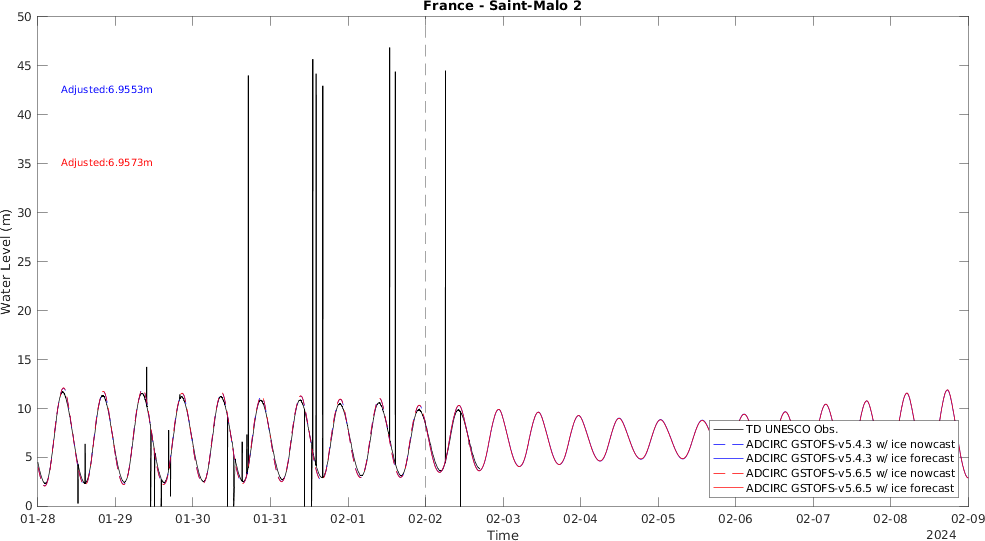 France - Saint-Malo 2
50
45
40
35
30
25
20
15
10
5
0
Water Level (m)
Adjusted:6.9553m
Adjusted:6.9573m
TD UNESCO Obs.
ADCIRC GSTOFS-v5.4.3 w/ ice nowcast
ADCIRC GSTOFS-v5.4.3 w/ ice forecast
ADCIRC GSTOFS-v5.6.5 w/ ice nowcast
ADCIRC GSTOFS-v5.6.5 w/ ice forecast
01-28 01-29 01-30 01-31 02-01 02-02 02-03 02-04 02-05 02-06 02-07 02-08 02-09
Time
2024